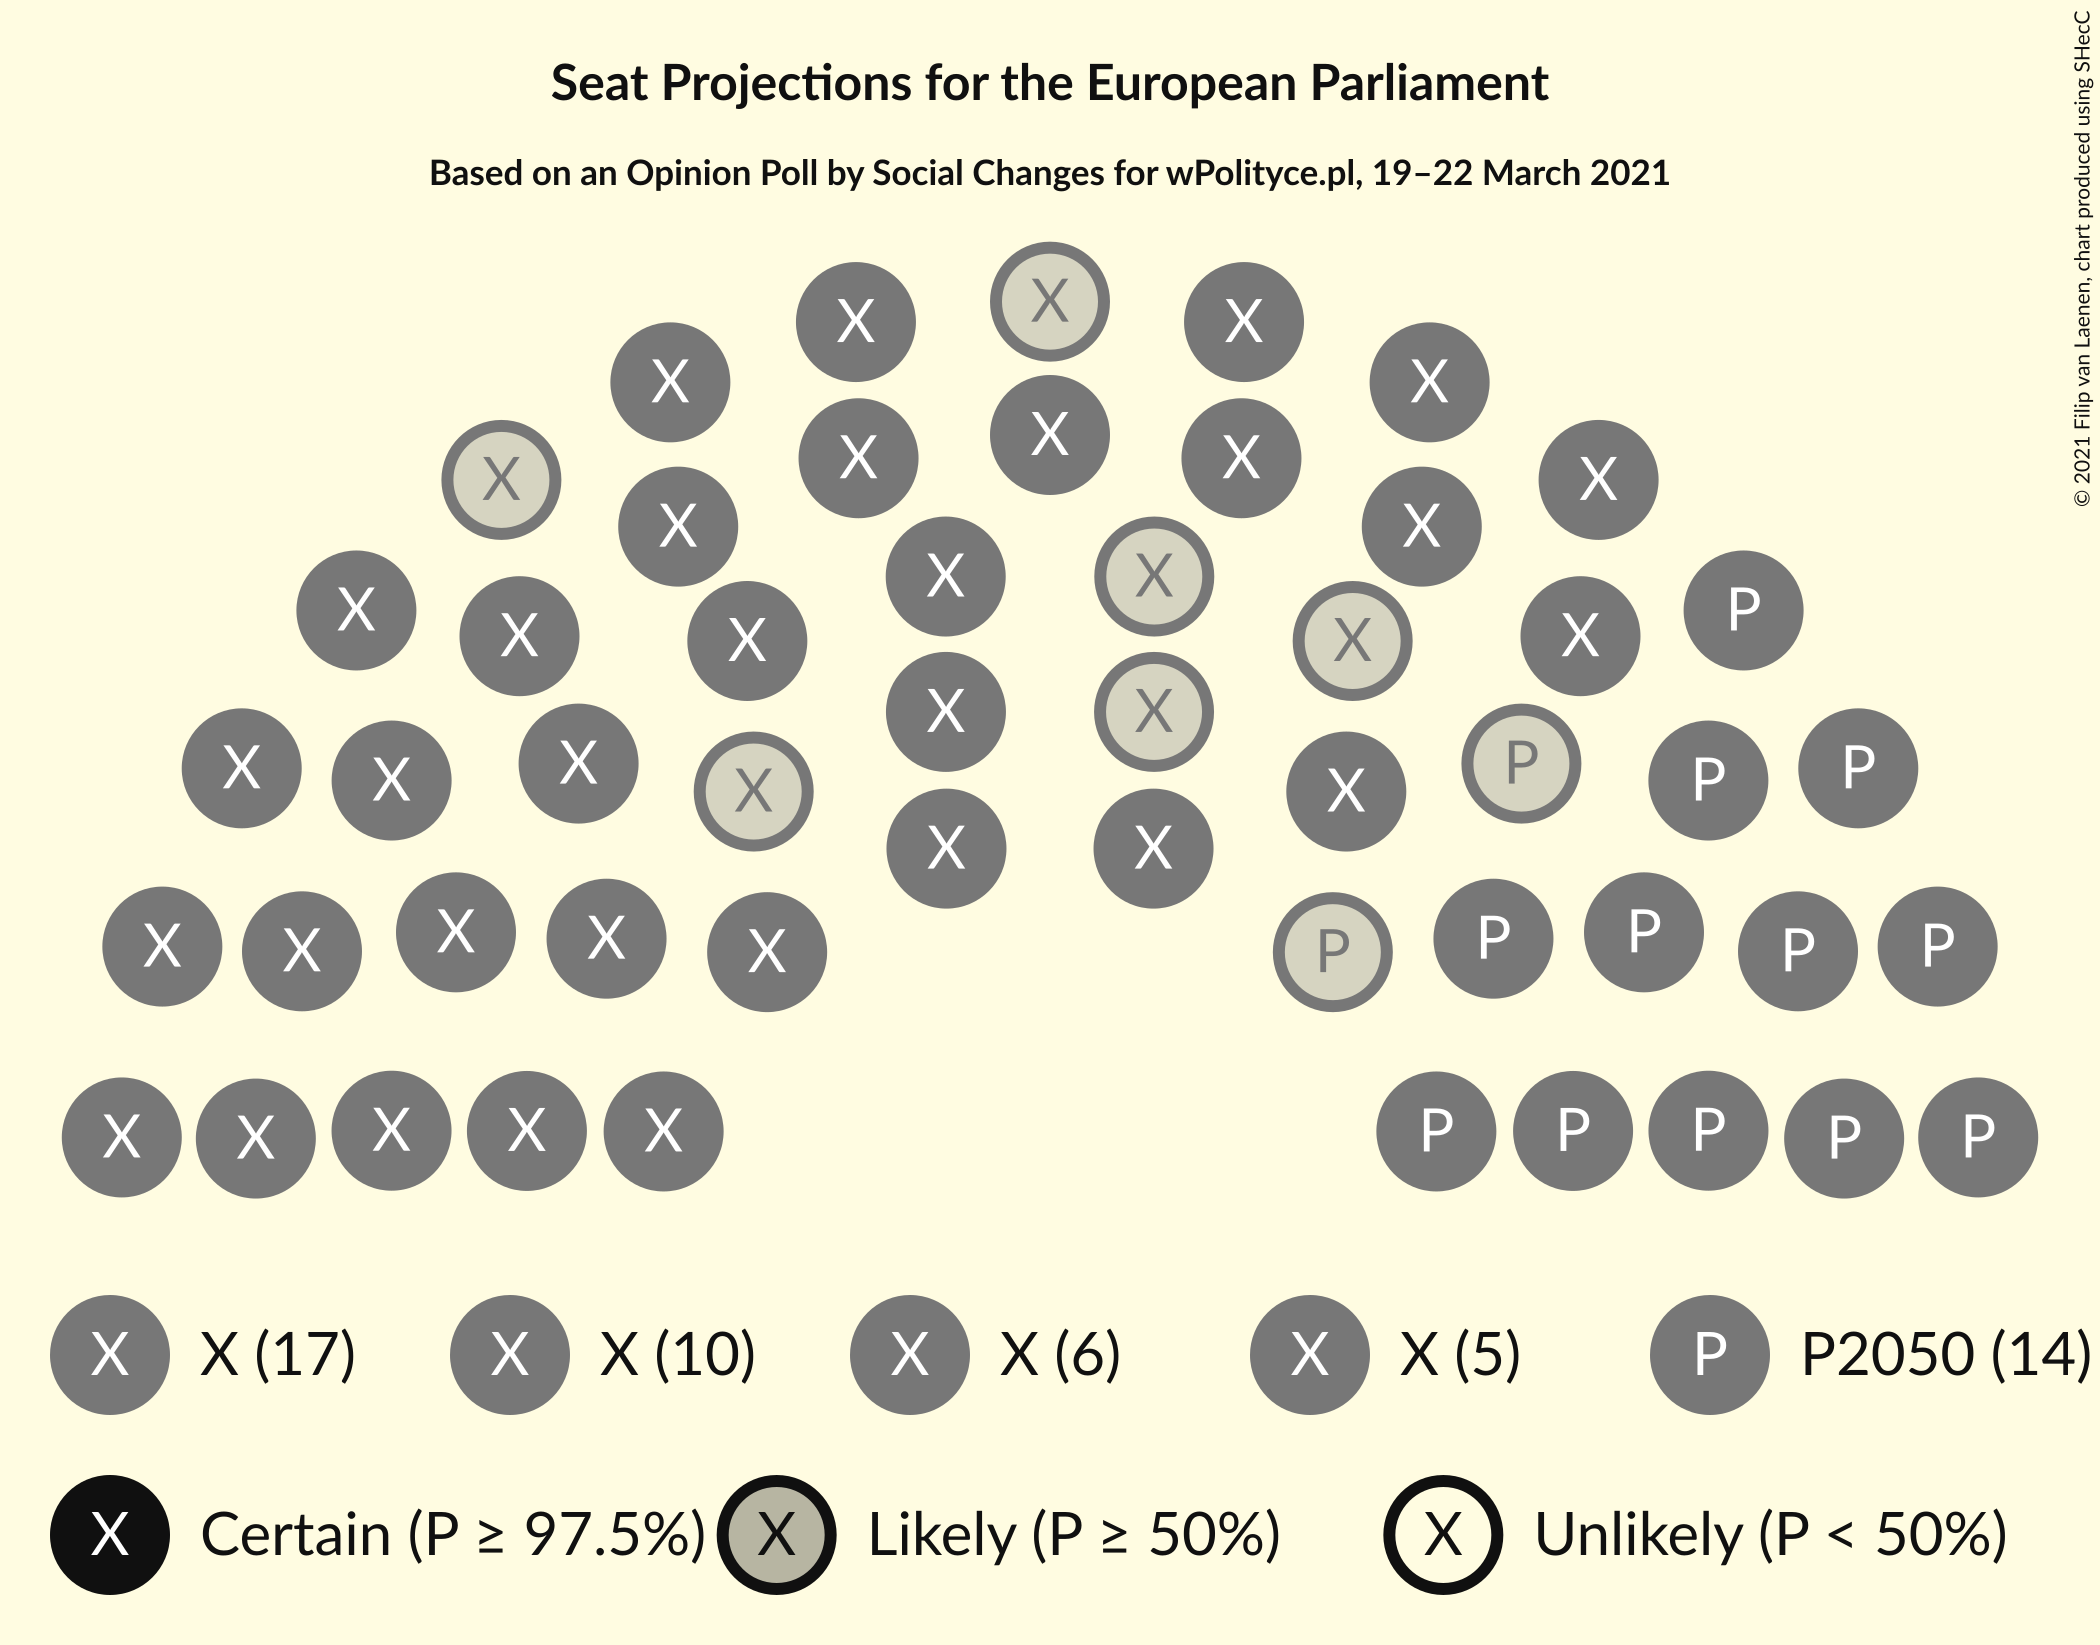 Seat Projections for the European Parliament
Based on an Opinion Poll by Social Changes for wPolityce.pl, 19–22 March 2021
© 2021 Filip van Laenen, chart produced using SHecC
X
X X
X X
X X X
X X
X X
X X
X X
X P
X X
X X
X P
X X
X P
X X P P
X X
X P P
X X P P
X X P P
X P
X X X P P P
X X P P
X X X X (17) X (10) X (6) X (5) P2050 (14)
X P
X Certain (P ≥ 97.5%) X Likely (P ≥ 50%) X Unlikely (P < 50%)